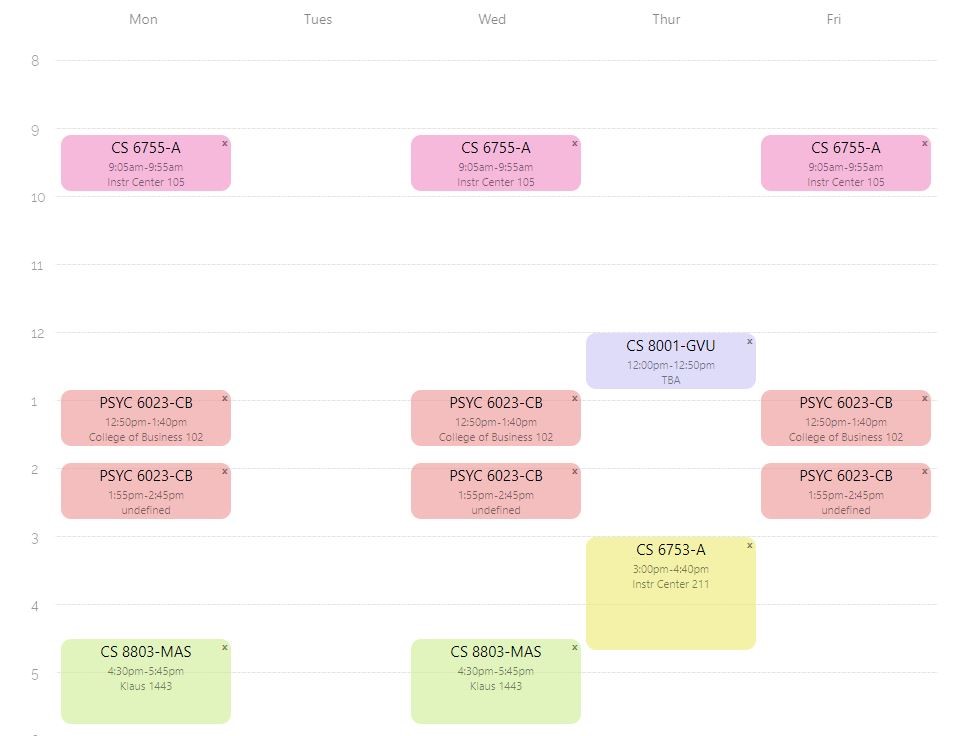 Mon Tues Wed Thur Fri
8
9
CS 6755-A x CS 6755-A x CS 6755-A x
9:05am-9:55am 9:05am-9:55am 9:05am-9:55am
Instr Center 105 Instr Center 105 Instr Center 105
10
11
12
CS 8001-GVU x
12:00pm-12:50pm
TBA
1
PSYC 6023-CB x PSYC 6023-CB x PSYC 6023-CB x
12:50pm-1:40pm 12:50pm-1:40pm 12:50pm-1:40pm
College of Business 102 College of Business 102 College of Business 102
2
PSYC 6023-CB x PSYC 6023-CB x PSYC 6023-CB x
1:55pm-2:45pm 1:55pm-2:45pm 1:55pm-2:45pm
undefined undefined undefined
3
CS 6753-A x
3:00pm-4:40pm
Instr Center 211
4
CS 8803-MAS x CS 8803-MAS x
4:30pm-5:45pm 4:30pm-5:45pm
Klaus 1443 Klaus 1443
5